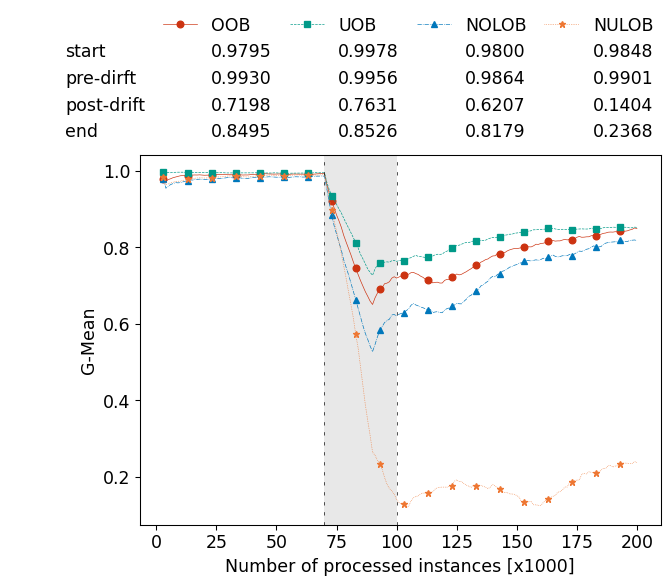 OOB UOB NOLOB NULOB
start 0.9795 0.9978 0.9800 0.9848
pre-dirft 0.9930 0.9956 0.9864 0.9901
post-drift 0.7198 0.7631 0.6207 0.1404
end 0.8495 0.8526 0.8179 0.2368
1.0
0.8
0.6
0.4
0.2
G-Mean
0 25 50 75 100 125 150 175 200
Number of processed instances [x1000]